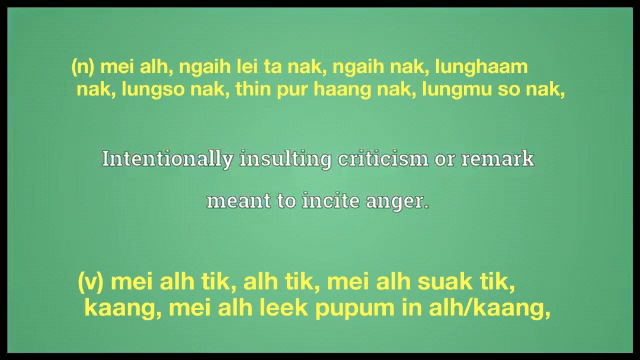 (n) mei alh, ngaih lei ta nak, ngaih nak, lunghaam
nak, lungso nak, thin pur haang nak, lungmu so nak,
Intentionally insulting criticism or remark
meant to incite anger.
(v) mei alh tik, alh tik, mei alh suak tik,
kaang, mei alh leek pupum in alh/kaang,